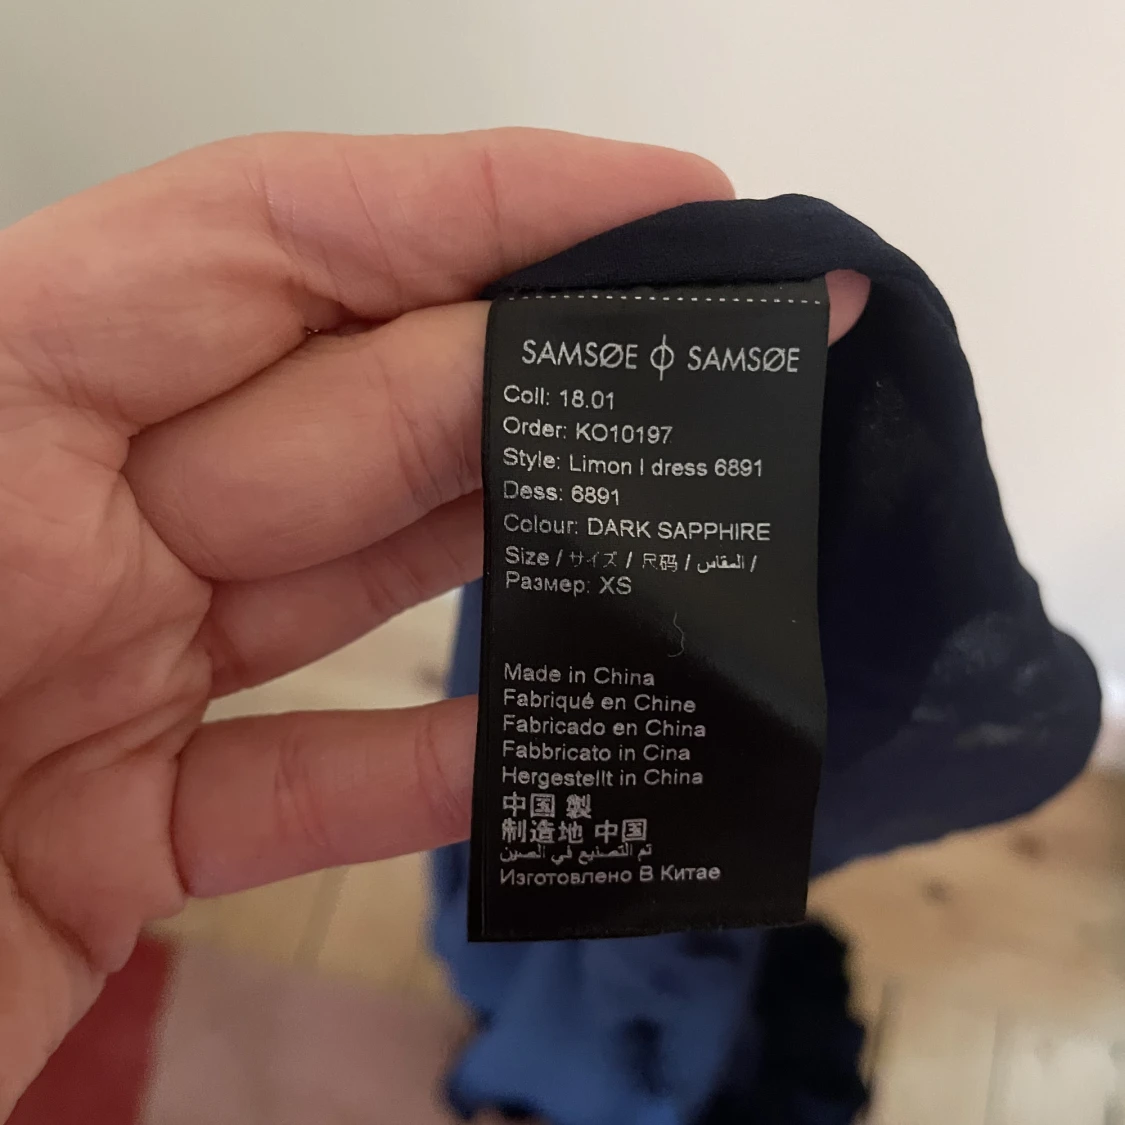 SAMSØE ϕ SAMSØE
Coll: 18.01
Order: KO10197
Style: Limon l dress 6891
Dess: 6891
Colour: DARK SAPPHIRE
Size / サイズ / 尺码 / المقاس /
Размер: XS
Made in China
Fabriqué en Chine
Fabricado en China
Fabbricato in Cina
Hergestellt in China
中国 製
制造地 中国
تم التصنيع في الصين
Изготовлено В Китае